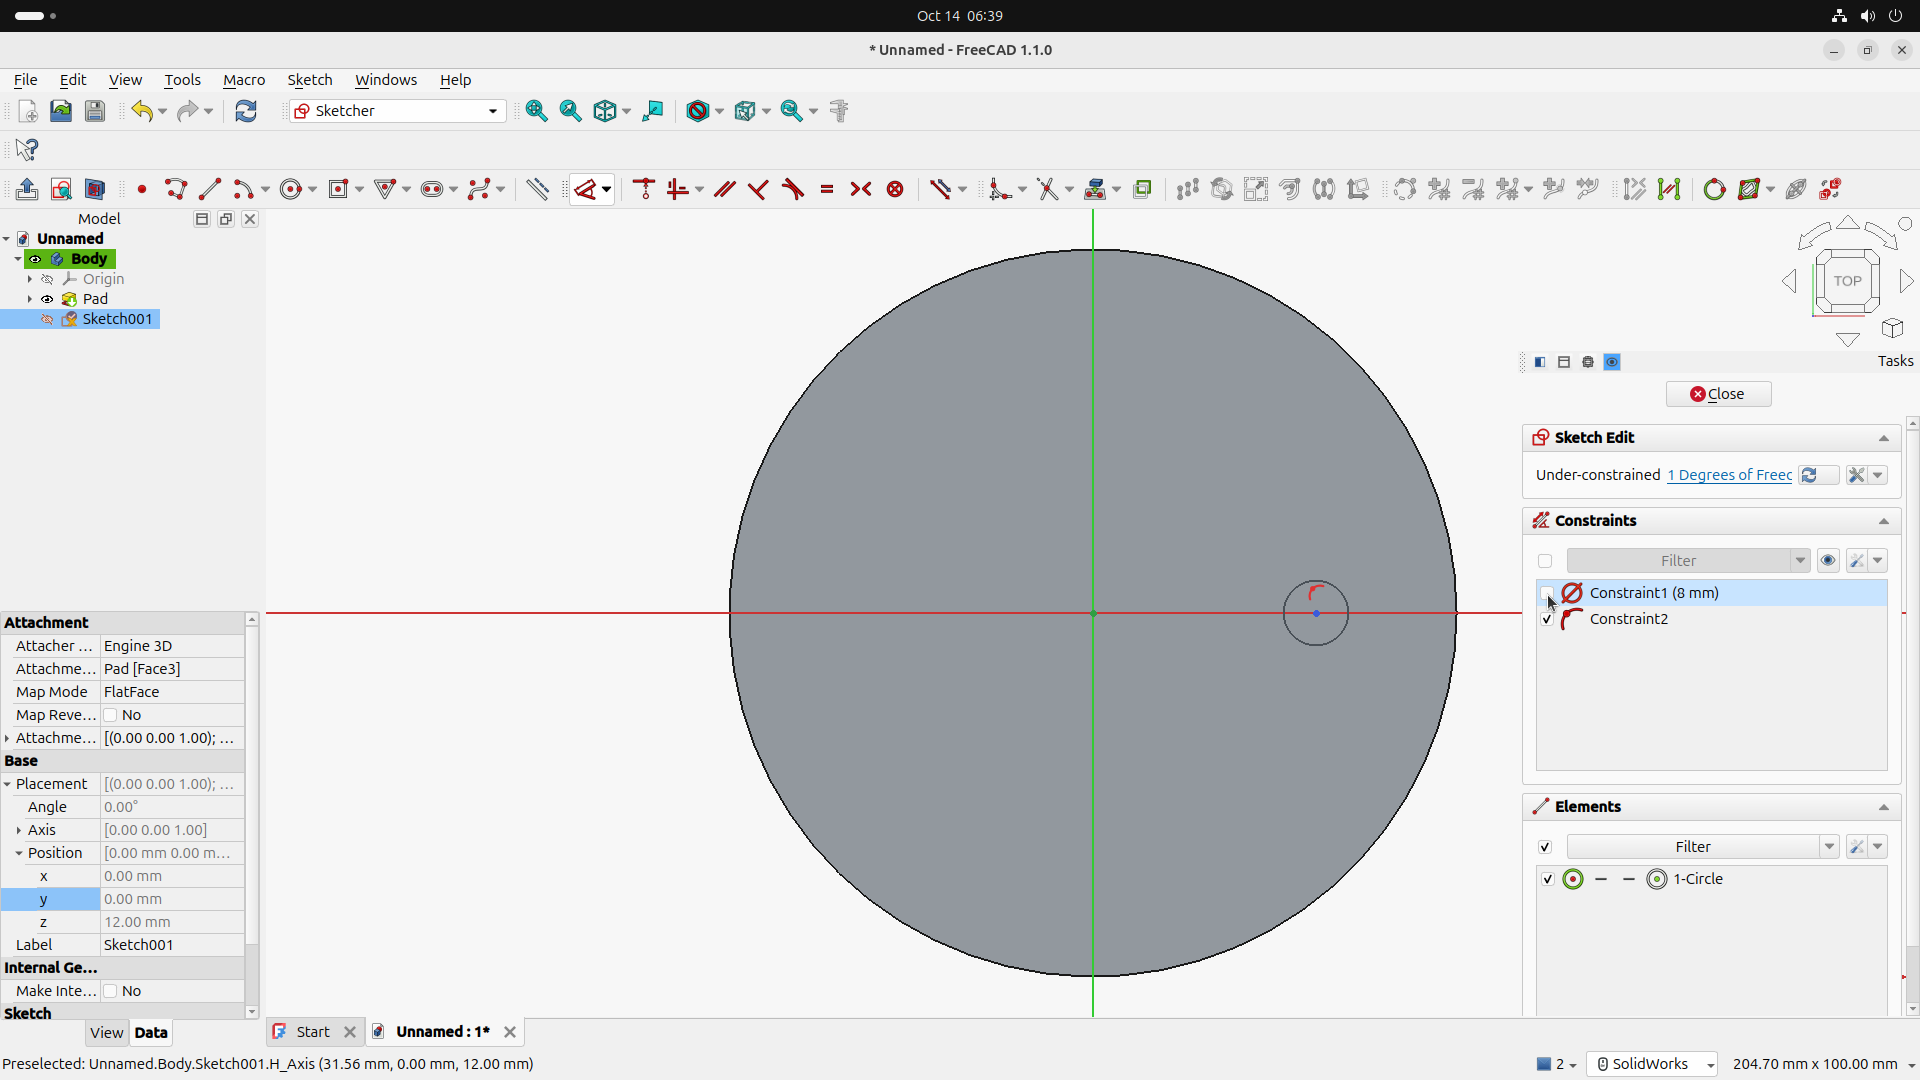 Oct 14 06:39
* Unnamed - FreeCAD 1.1.0
File Edit View Tools Macro Sketch Windows Help
Sketcher
Model
Unnamed
Body
Origin
Pad
Sketch001
TOP
Tasks
Close
Sketch Edit
Under-constrained 1 Degrees of Freec
Constraints
Filter
Constraint1 (8 mm)
Constraint2
Elements
Filter
1-Circle
Attachment
Attacher ... Engine 3D
Attachme... Pad [Face3]
Map Mode FlatFace
Map Reve... No
Attachme... [(0.00 0.00 1.00); ...
Base
Placement [(0.00 0.00 1.00); ...
Angle 0.00°
Axis [0.00 0.00 1.00]
Position [0.00 mm 0.00 m...
x 0.00 mm
y 0.00 mm
z 12.00 mm
Label Sketch001
Internal Ge...
Make Inte... No
Sketch
View Data
Start Unnamed : 1*
Preselected: Unnamed.Body.Sketch001.H_Axis (31.56 mm, 0.00 mm, 12.00 mm)
2 SolidWorks 204.70 mm x 100.00 mm